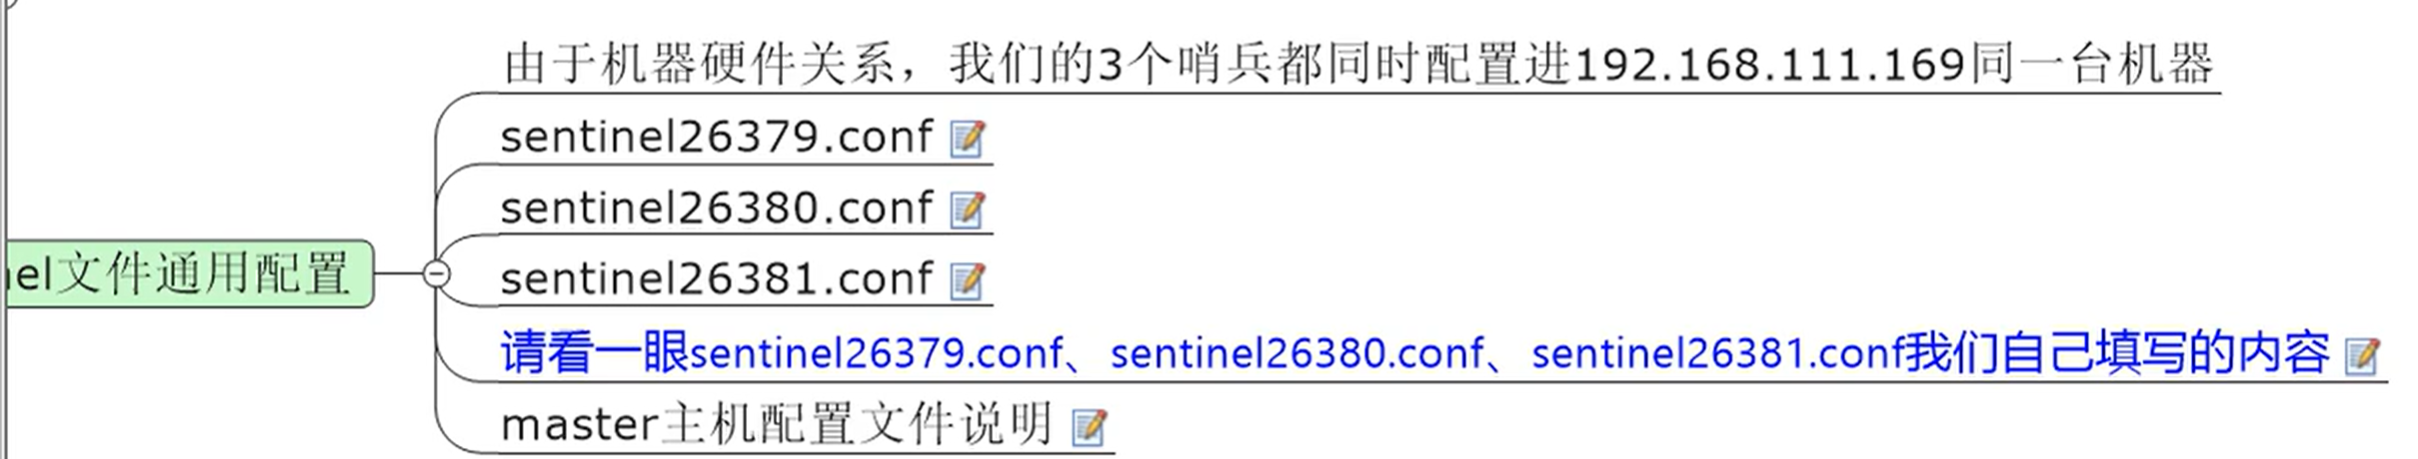 由于机器硬件关系，我们的3个哨兵都同时配置进192.168.111.169同一台机器
sentinel26379.conf
sentinel26380.conf
el文件通用配置
sentinel26381.conf
请看一眼sentinel26379.conf、sentinel26380.conf、sentinel26381.conf我们自己填写的内容
master主机配置文件说明